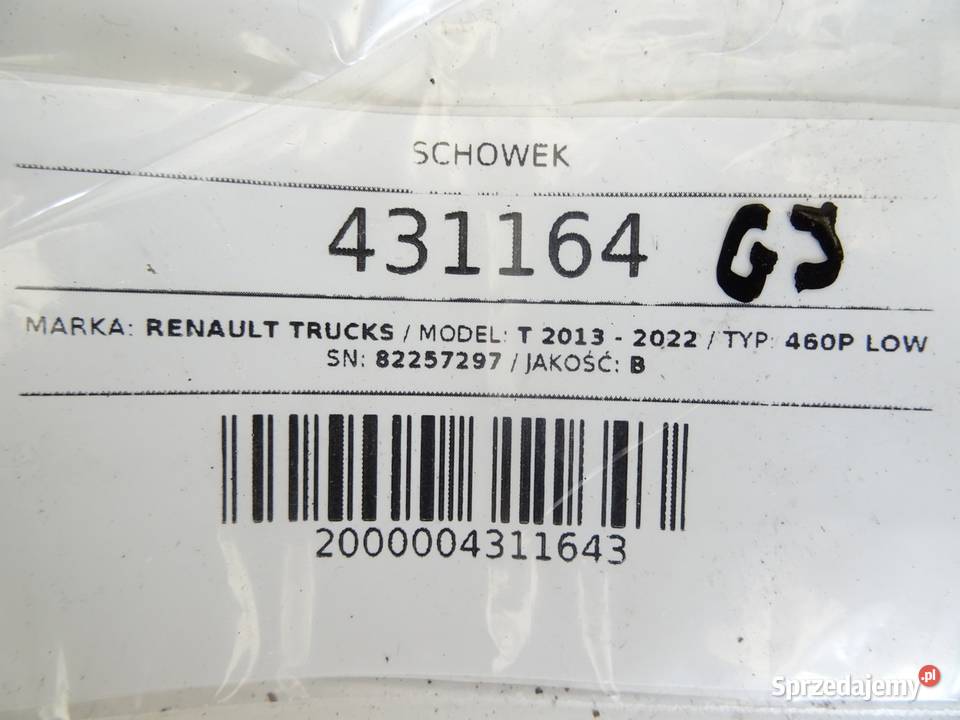 SCHOWEK
431164 GJ
MARKA: RENAULT TRUCKS / MODEL: T 2013 - 2022 / TYP: 460P LOW
SN: 82257297 / JAKOŚĆ: B
2000004311643
Sprzedajemy.pl